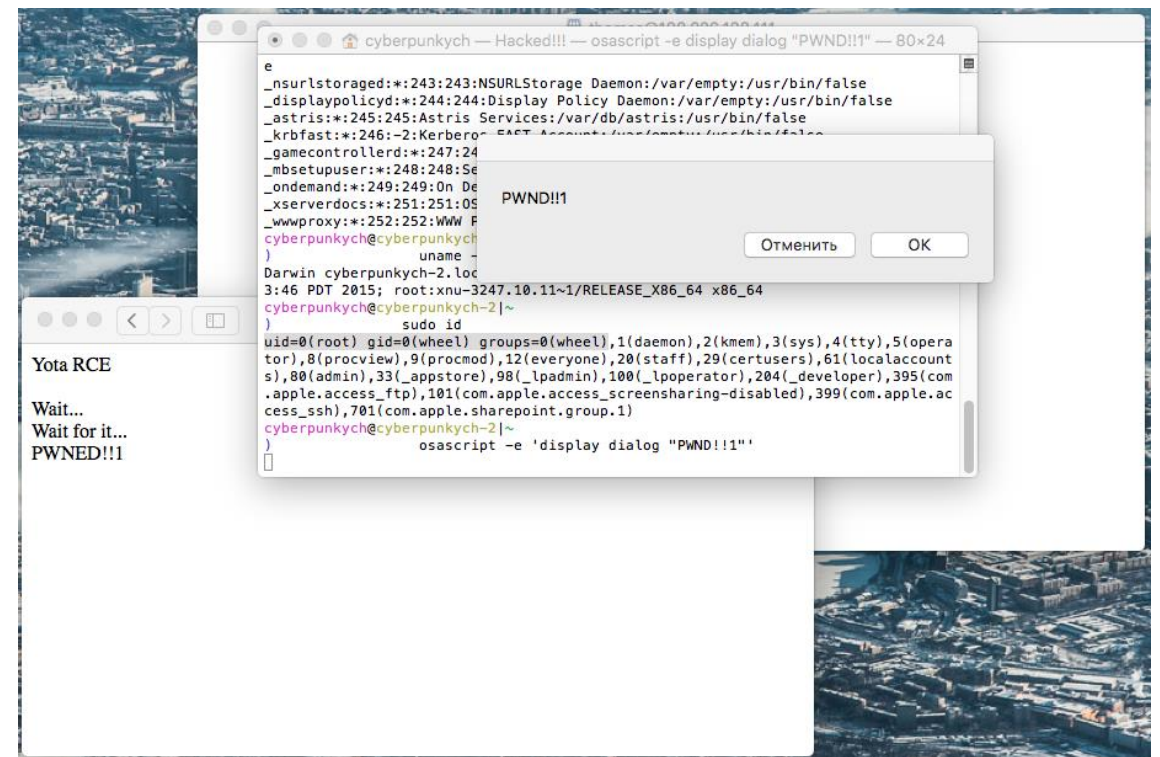 cyberpunkych — Hacked!!! — osascript -e display dialog "PWND!!1" — 80×24
e
_nsurlstoraged:*:243:243:NSURLStorage Daemon:/var/empty:/usr/bin/false
_displaypolicyd:*:244:244:Display Policy Daemon:/var/empty:/usr/bin/false
_astris:*:245:245:Astris Services:/var/db/astris:/usr/bin/false
_krbfast:*:246:-2:Kerberos FAST Account:/var/empty:/usr/bin/false
_gamecontrollerd:*:247:24
_mbsetupuser:*:248:248:Se
_ondemand:*:249:249:On De
_xserverdocs:*:251:251:OS
_wwwproxy:*:252:252:WWW P
cyberpunkych@cyberpunkych
) uname -
Darwin cyberpunkych-2.loc
3:46 PDT 2015; root:xnu-3247.10.11~1/RELEASE_X86_64 x86_64
cyberpunkych@cyberpunkych-2|~
) sudo id
uid=0(root) gid=0(wheel) groups=0(wheel),1(daemon),2(kmem),3(sys),4(tty),5(opera
tor),8(procview),9(procmod),12(everyone),20(staff),29(certusers),61(localaccount
s),80(admin),33(_appstore),98(_lpadmin),100(_lpoperator),204(_developer),395(com
.apple.access_ftp),101(com.apple.access_screensharing-disabled),399(com.apple.ac
cess_ssh),701(com.apple.sharepoint.group.1)
cyberpunkych@cyberpunkych-2|~
) osascript -e 'display dialog "PWND!!1"'
PWND!!1
Отменить OK
Yota RCE
Wait...
Wait for it...
PWNED!!1